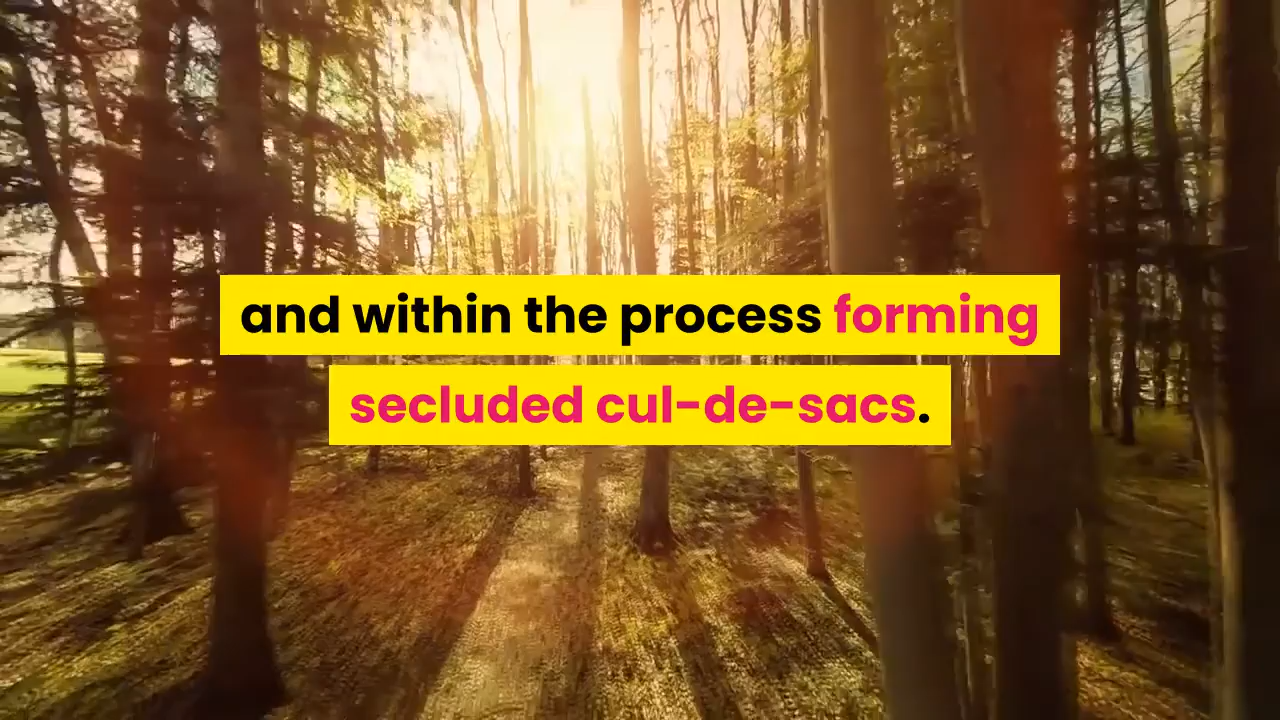 and within the process forming
secluded cul-de-sacs.